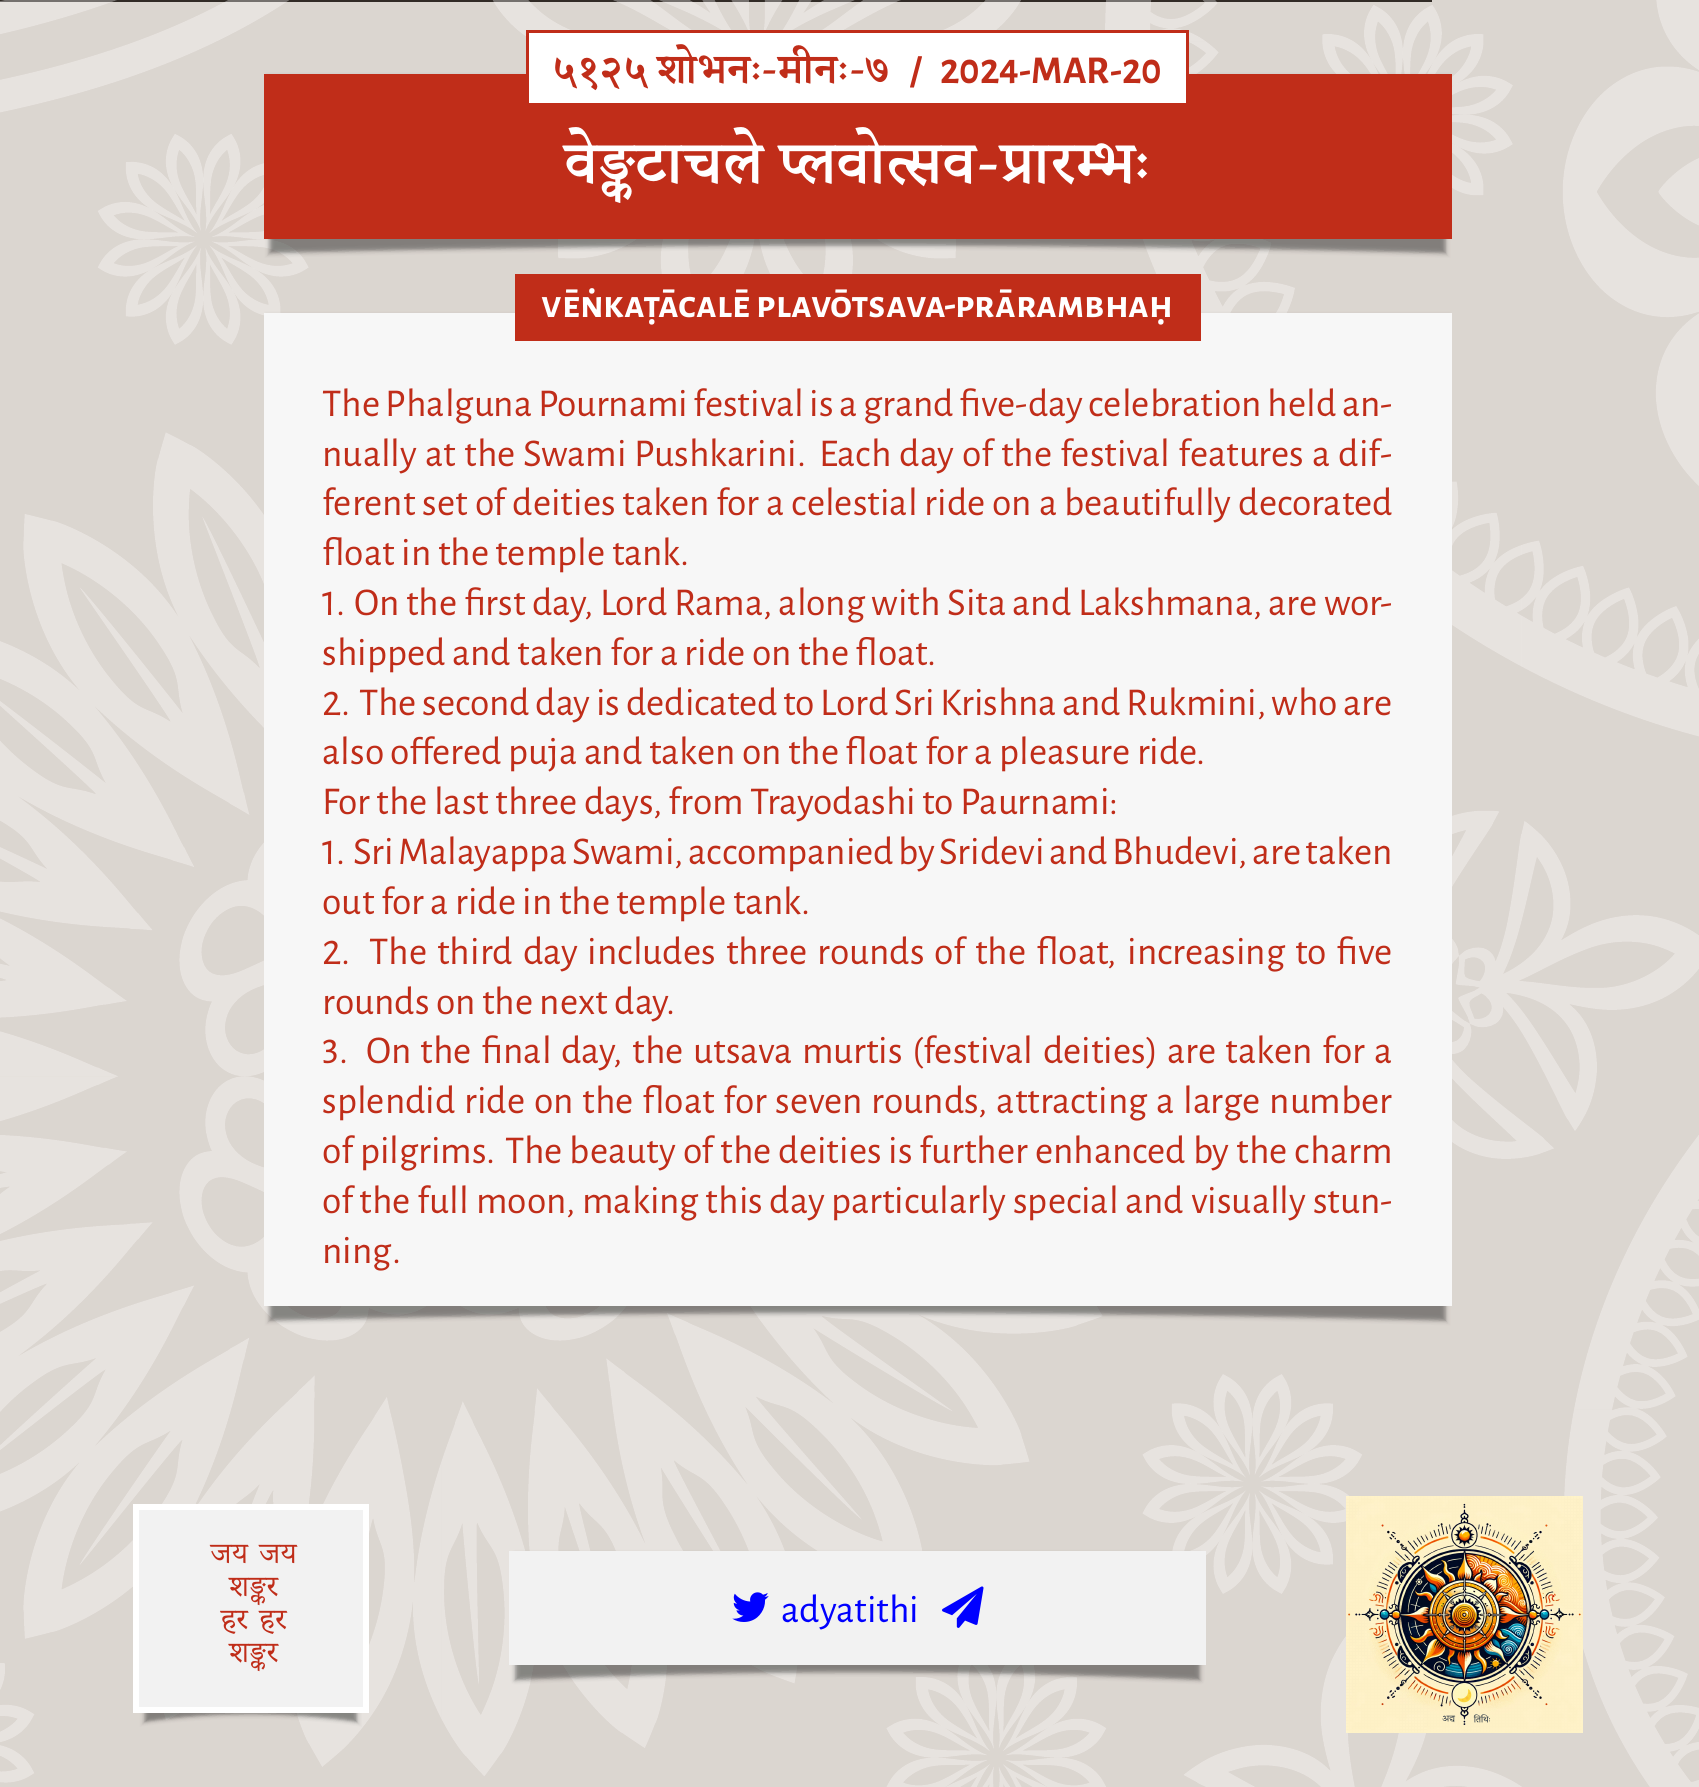 ५१२५ शोभनः-मीनः-७ / 2024-MAR-20
वेङ्कटाचले प्लवोत्सव-प्रारम्भः
VĒṄKAṬĀCALĒ PLAVŌTSAVA-PRĀRAMBHAḤ
The Phalguna Pournami festival is a grand five-day celebration held an-
nually at the Swami Pushkarini. Each day of the festival features a dif-
ferent set of deities taken for a celestial ride on a beautifully decorated
float in the temple tank.
1. On the first day, Lord Rama, along with Sita and Lakshmana, are wor-
shipped and taken for a ride on the float.
2. The second day is dedicated to Lord Sri Krishna and Rukmini, who are
also offered puja and taken on the float for a pleasure ride.
For the last three days, from Trayodashi to Paurnami:
1. Sri Malayappa Swami, accompanied by Sridevi and Bhudevi, are taken
out for a ride in the temple tank.
2. The third day includes three rounds of the float, increasing to five
rounds on the next day.
3. On the final day, the utsava murtis (festival deities) are taken for a
splendid ride on the float for seven rounds, attracting a large number
of pilgrims. The beauty of the deities is further enhanced by the charm
of the full moon, making this day particularly special and visually stun-
ning.
जय जय
शङ्कर
हर हर
शङ्कर
adyatithi
अद्य तिथिः